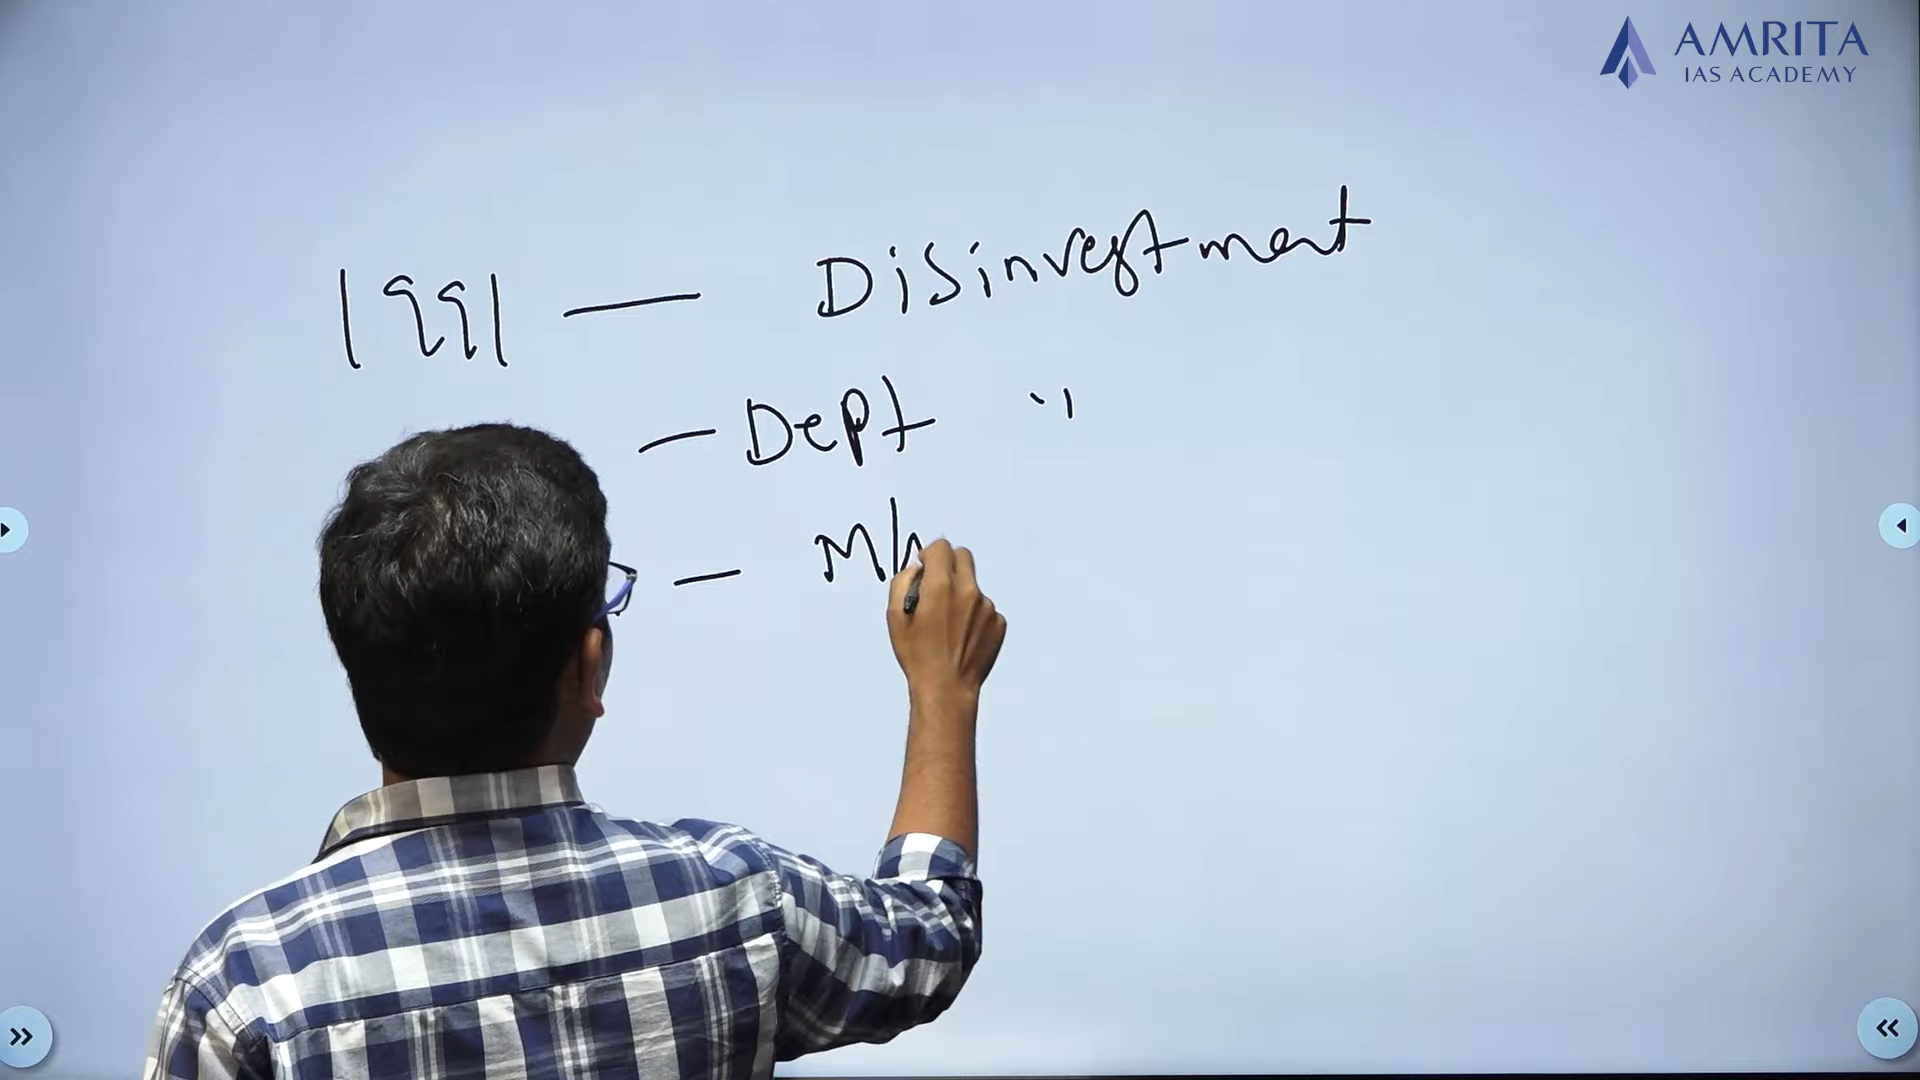 AMRITA
IAS ACADEMY
1991 — Disinvestment
— Dept "
— M/